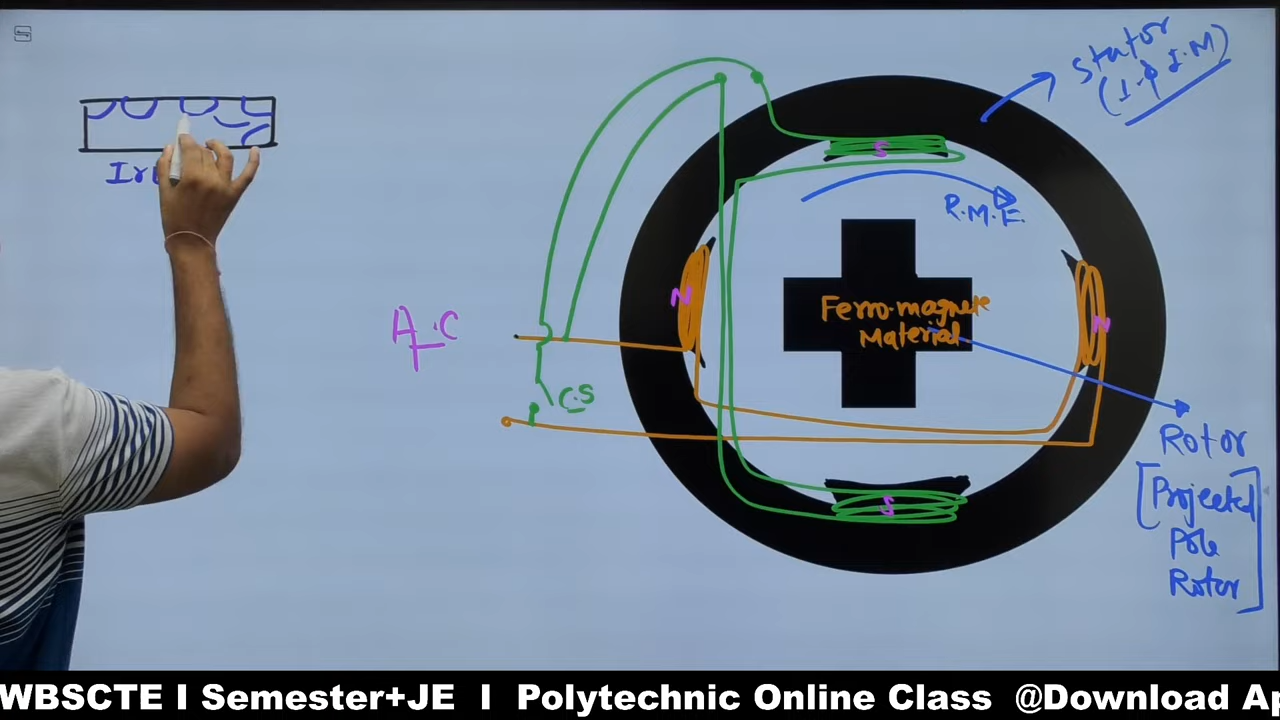 Stator
(1-ϕ I.M)
S
R.M.F.
N
Ferro-magnetic
Material
N
A.C
C.S
S
Rotor
[Projected
Pole
Rotor]
WBSCTE I Semester+JE I Polytechnic Online Class @Download Ap